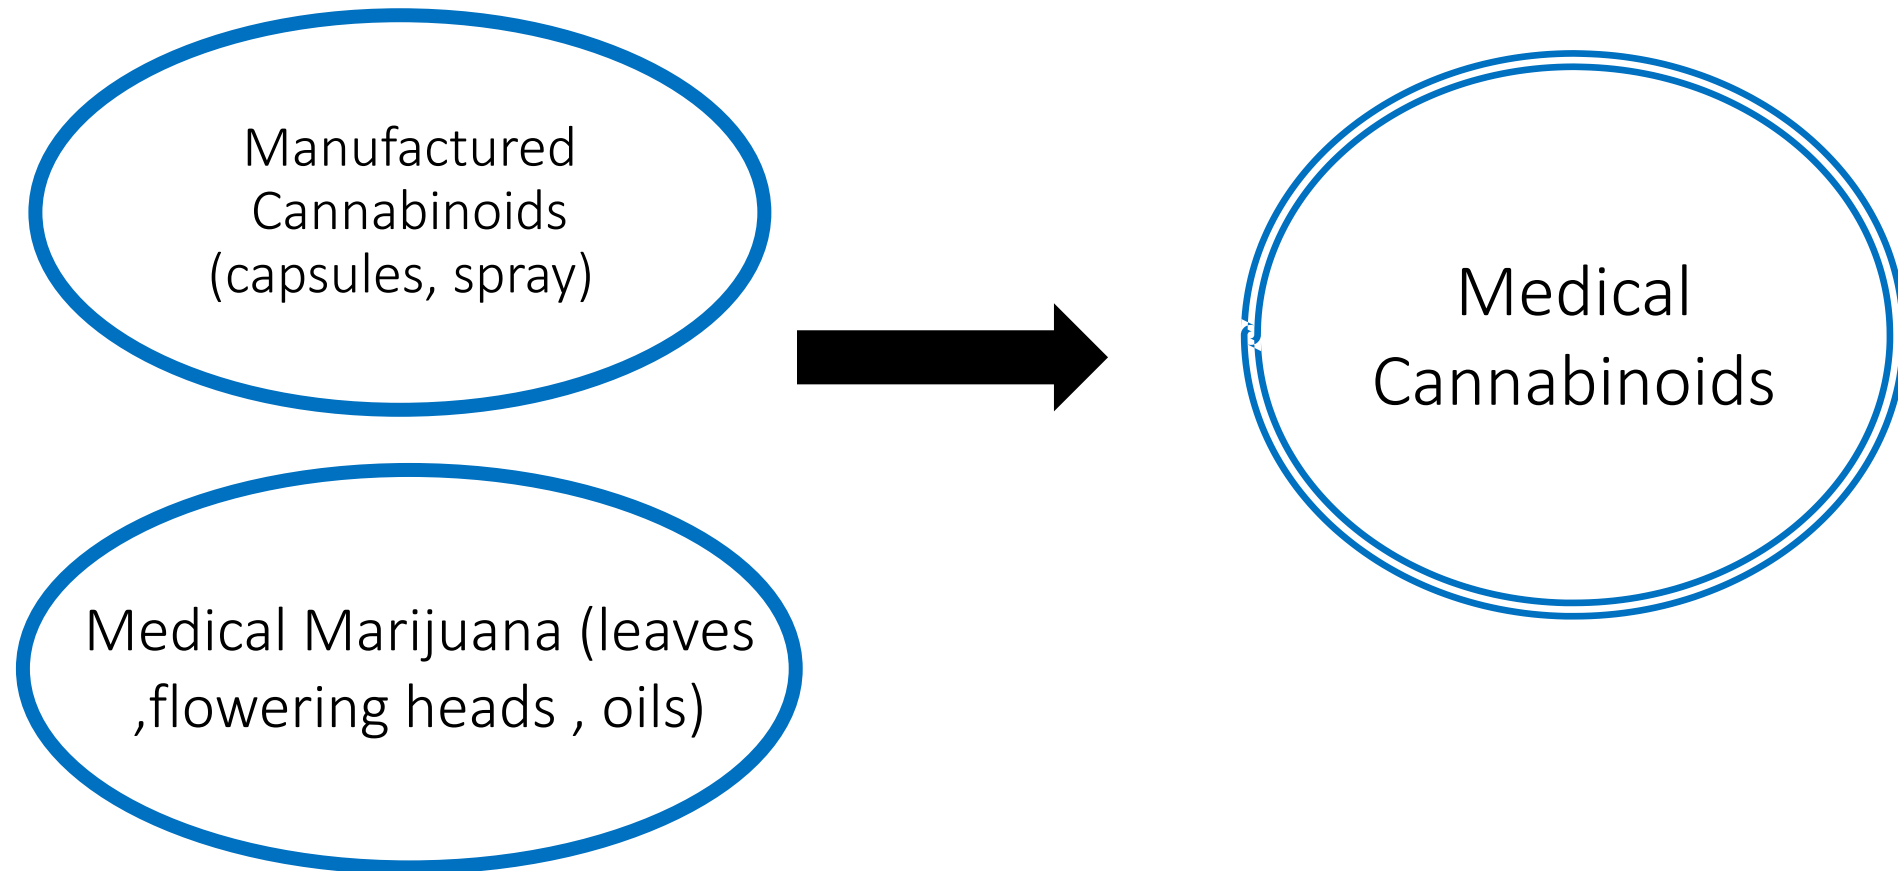 Manufactured
Cannabinoids
(capsules, spray)
Medical Marijuana (leaves
,flowering heads , oils)
Medical
Cannabinoids